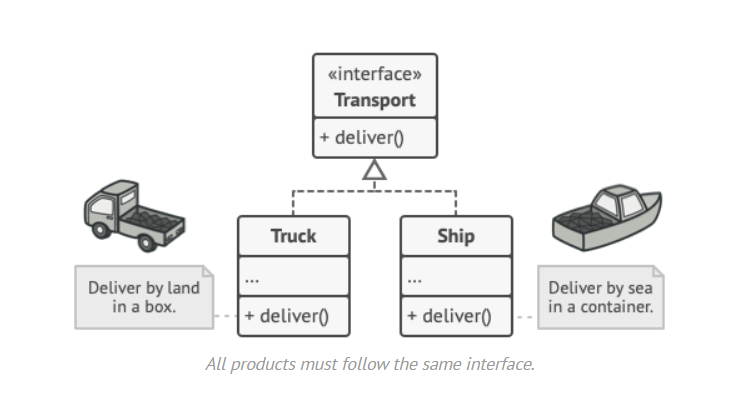 «interface»
Transport
+ deliver()
Truck
...
+ deliver()
Ship
...
+ deliver()
Deliver by land
in a box.
Deliver by sea
in a container.
All products must follow the same interface.